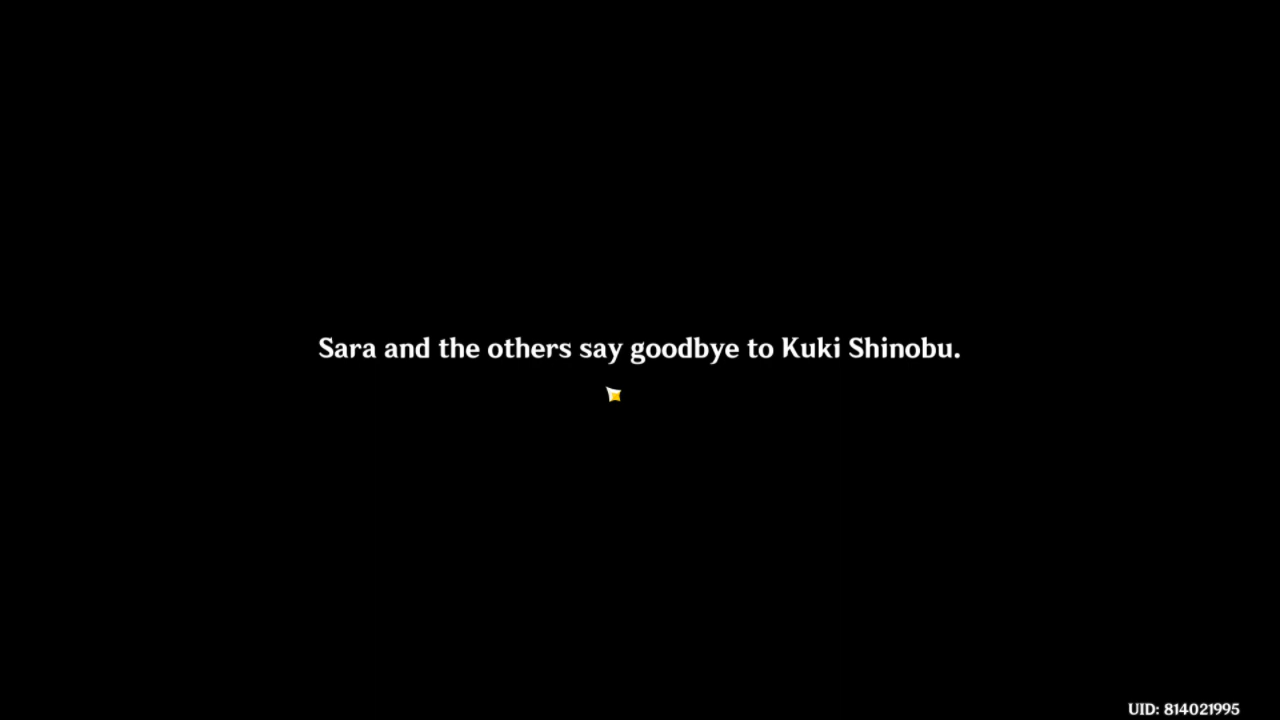 Sara and the others say goodbye to Kuki Shinobu.
UID: 814021995